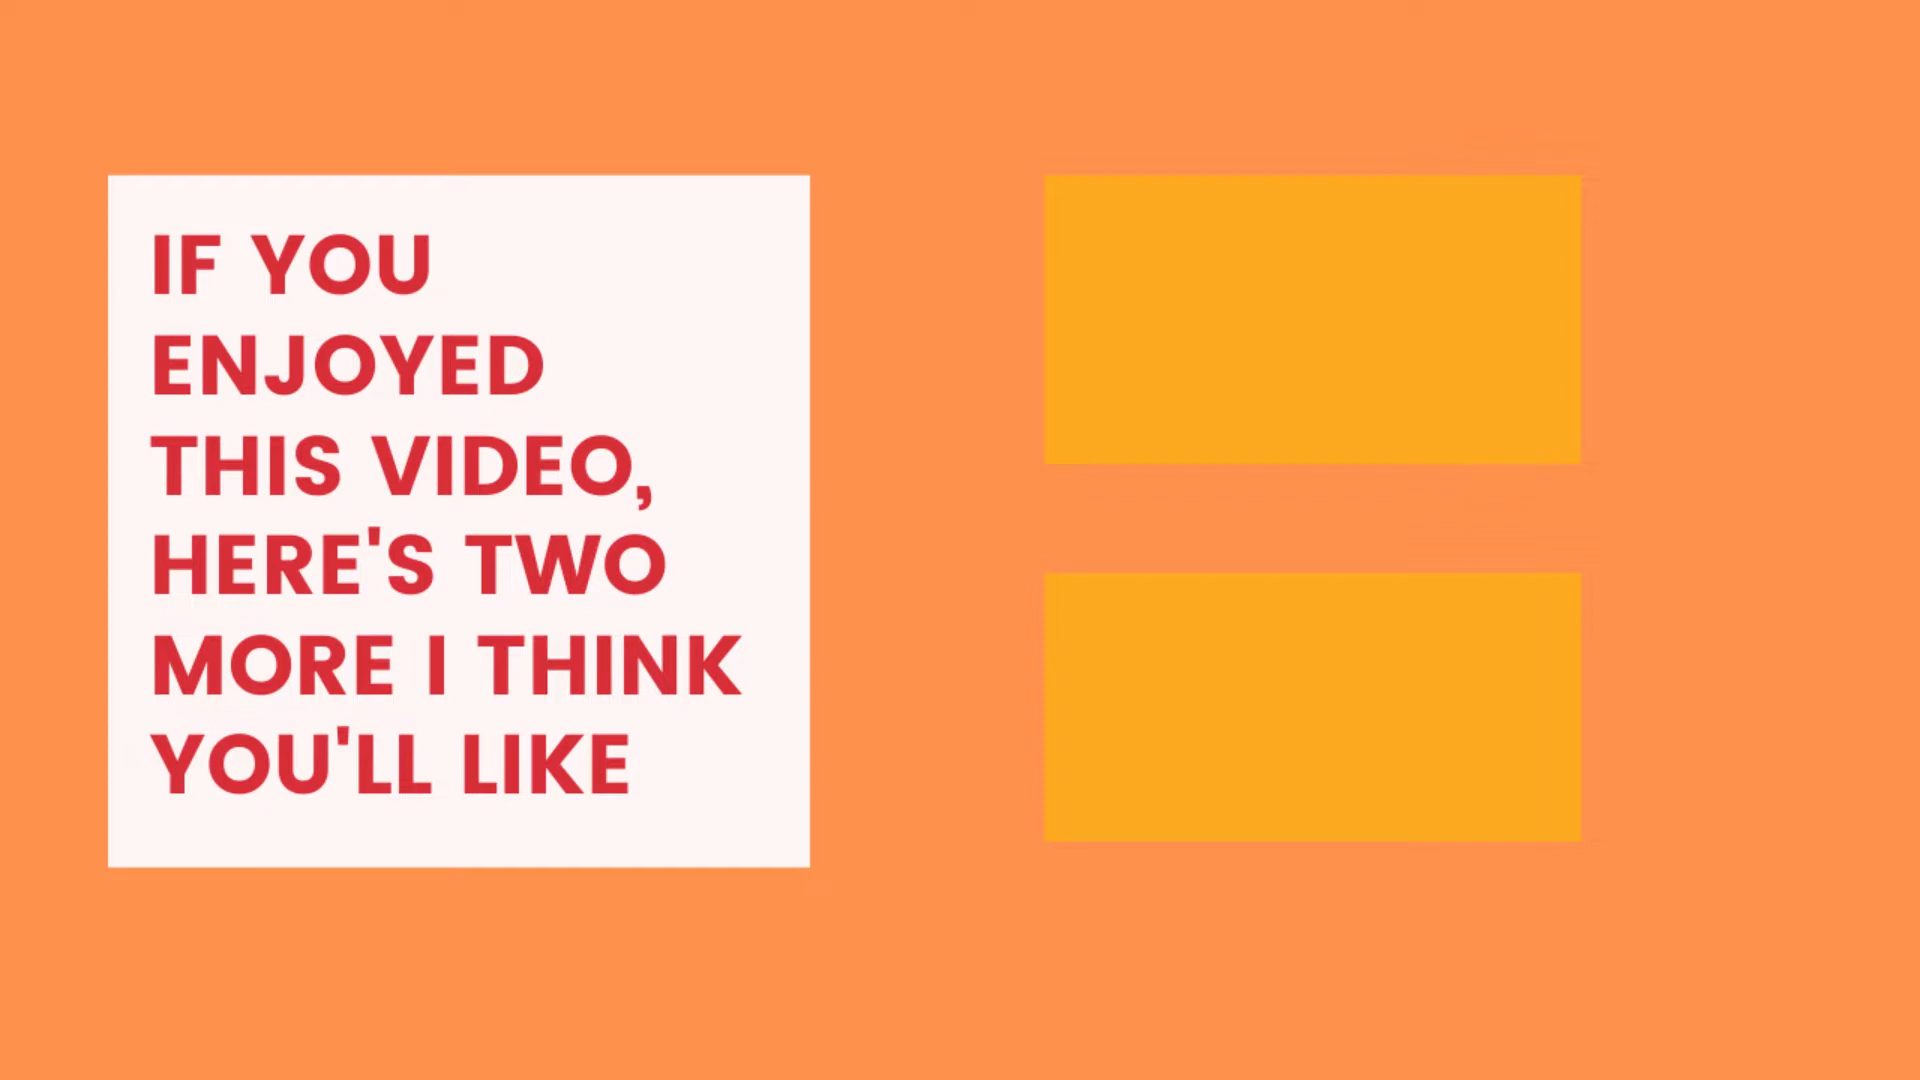 IF YOU
ENJOYED
THIS VIDEO,
HERE'S TWO
MORE I THINK
YOU'LL LIKE